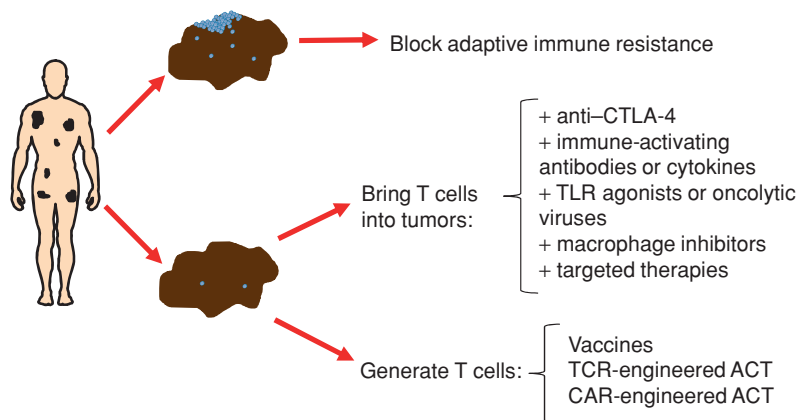 Block adaptive immune resistance
Bring T cells
into tumors:
+ anti–CTLA-4
+ immune-activating
antibodies or cytokines
+ TLR agonists or oncolytic
viruses
+ macrophage inhibitors
+ targeted therapies
Generate T cells:
Vaccines
TCR-engineered ACT
CAR-engineered ACT